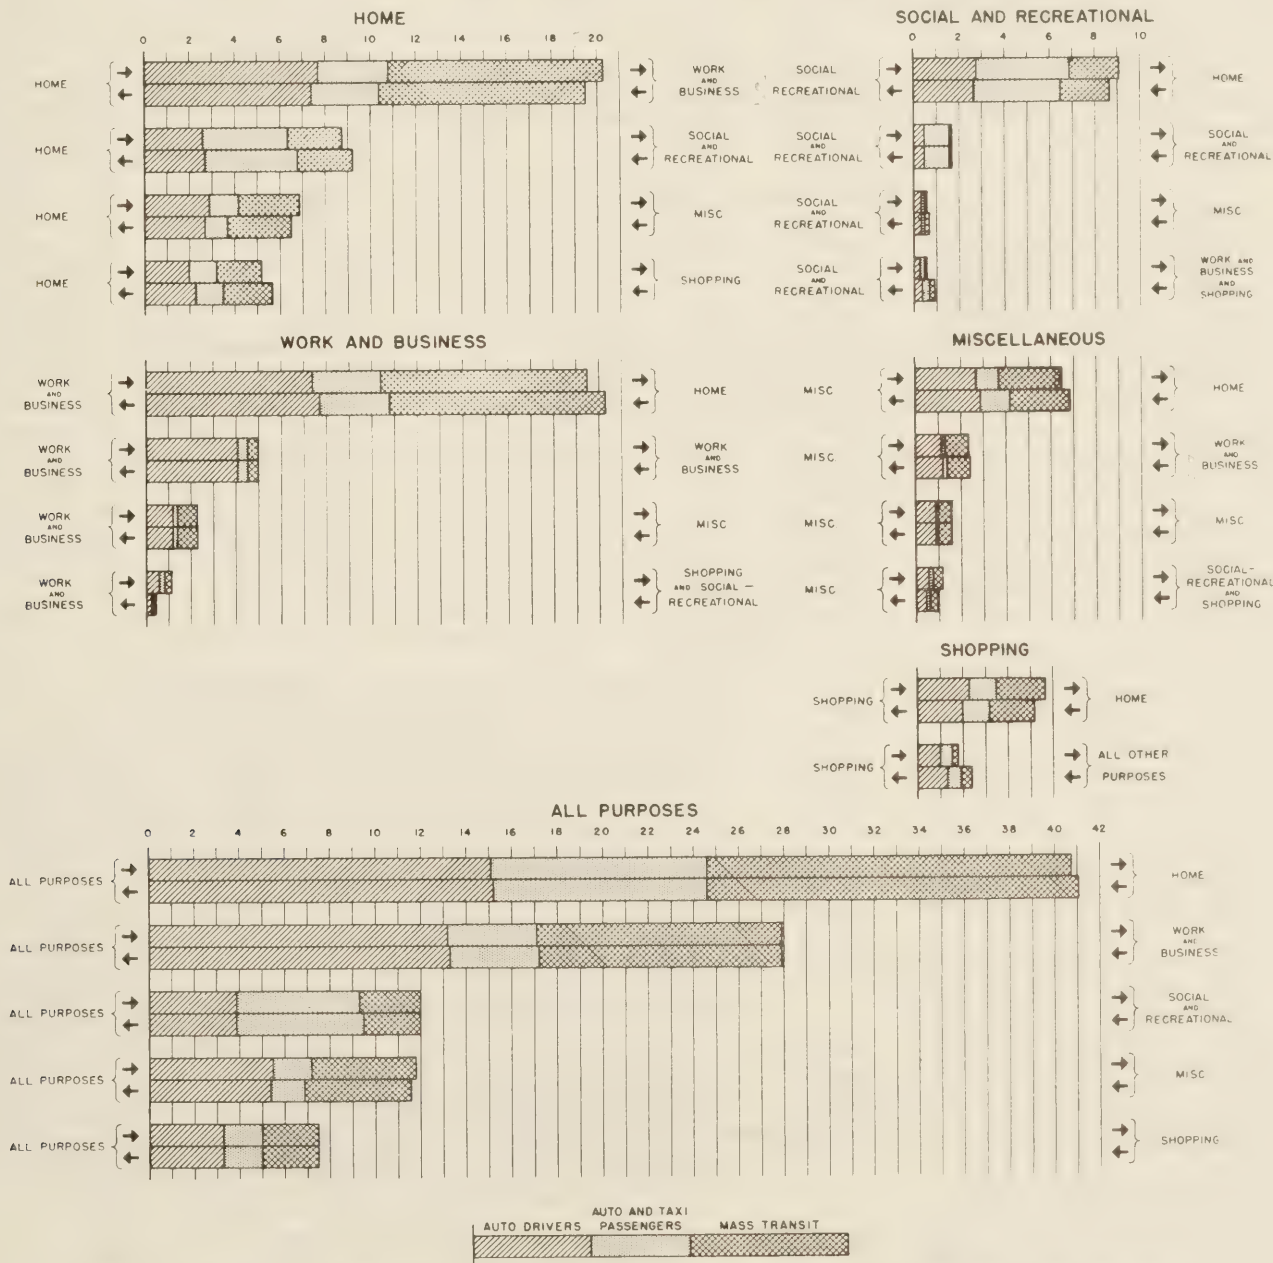 HOME
0 2 4 6 8 10 12 14 16 18 20
HOME
WORK
AND
BUSINESS
HOME
SOCIAL
AND
RECREATIONAL
HOME
MISC
HOME
SHOPPING
SOCIAL AND RECREATIONAL
0 2 4 6 8 10
SOCIAL
RECREATIONAL
HOME
SOCIAL
AND
RECREATIONAL
SOCIAL
AND
RECREATIONAL
SOCIAL
AND
RECREATIONAL
MISC
SOCIAL
AND
RECREATIONAL
WORK AND
BUSINESS
AND
SHOPPING
WORK AND BUSINESS
WORK
AND
BUSINESS
HOME
WORK
AND
BUSINESS
WORK
AND
BUSINESS
WORK
AND
BUSINESS
MISC
WORK
AND
BUSINESS
SHOPPING
AND SOCIAL-
RECREATIONAL
MISCELLANEOUS
MISC
HOME
MISC
WORK
AND
BUSINESS
MISC
MISC
MISC
SOCIAL-
RECREATIONAL
AND
SHOPPING
SHOPPING
SHOPPING
HOME
SHOPPING
ALL OTHER
PURPOSES
ALL PURPOSES
0 2 4 6 8 10 12 14 16 18 20 22 24 26 28 30 32 34 36 38 40 42
ALL PURPOSES
HOME
ALL PURPOSES
WORK
AND
BUSINESS
ALL PURPOSES
SOCIAL
AND
RECREATIONAL
ALL PURPOSES
MISC
ALL PURPOSES
SHOPPING
AUTO AND TAXI
AUTO DRIVERS PASSENGERS MASS TRANSIT